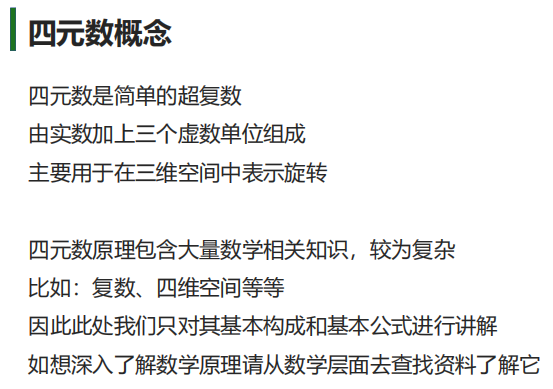 四元数概念
四元数是简单的超复数
由实数加上三个虚数单位组成
主要用于在三维空间中表示旋转
四元数原理包含大量数学相关知识，较为复杂
比如：复数、四维空间等等
因此此处我们只对其基本构成和基本公式进行讲解
如想深入了解数学原理请从数学层面去查找资料了解它